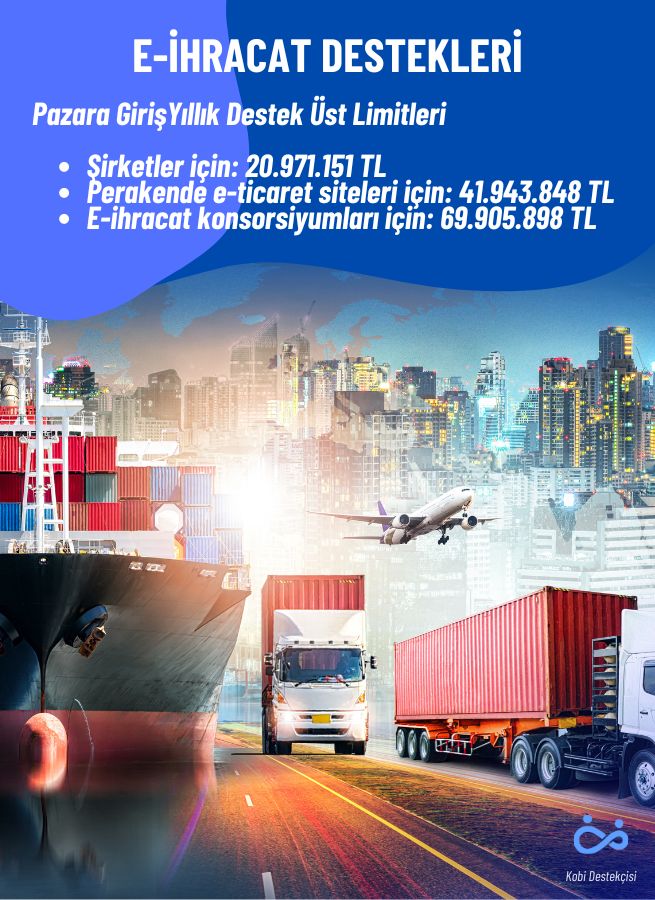 E-İHRACAT DESTEKLERİ
Pazara GirişYıllık Destek Üst Limitleri
• Şirketler için: 20.971.151 TL
• Perakende e-ticaret siteleri için: 41.943.848 TL
• E-ihracat konsorsiyumları için: 69.905.898 TL
Kobi Destekçisi